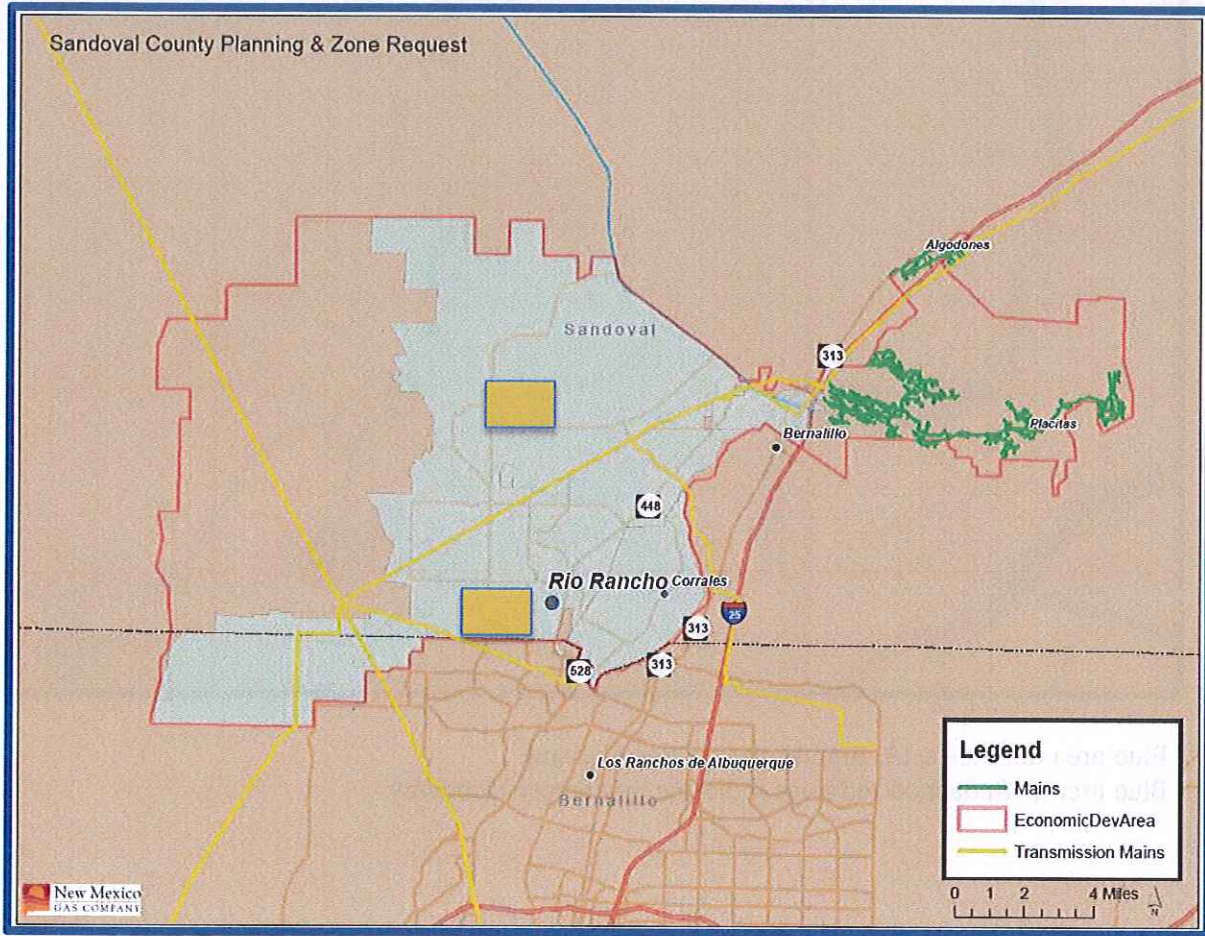 Sandoval County Planning & Zone Request
Algodones
Sandoval
313
Placitas
Bernalillo
448
Rio Rancho
Corrales
25
313
528
313
Los Ranchos de Albuquerque
Bernalillo
Legend
Mains
EconomicDevArea
Transmission Mains
0 1 2 4 Miles
N
New Mexico
GAS COMPANY